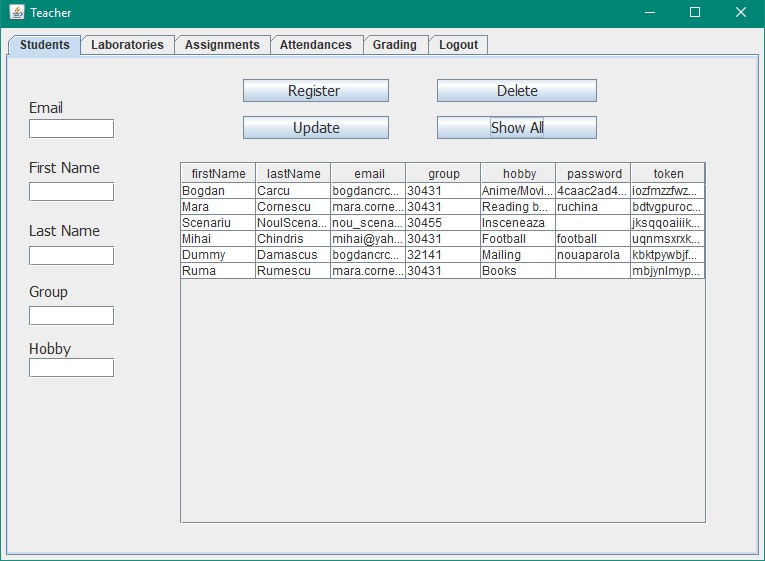 Teacher
Students Laboratories Assignments Attendances Grading Logout
Register Delete
Update Show All
Email
First Name
Last Name
Group
Hobby
firstName lastName email group hobby password token
Bogdan Carcu bogdancrc... 30431 Anime/Movi... 4caac2ad4... iozfmzzfwz...
Mara Cornescu mara.corne... 30431 Reading b... ruchina bdtvgpuroc...
Scenariu NoulScena... nou_scena... 30455 Insceneaza jksqqoaiiik...
Mihai Chindris mihai@yah... 30431 Football football uqnmsxrxk...
Dummy Damascus bogdancrc... 32141 Mailing nouaparola kbktpywbjf...
Ruma Rumescu mara.corne... 30431 Books mbjynlmyp...